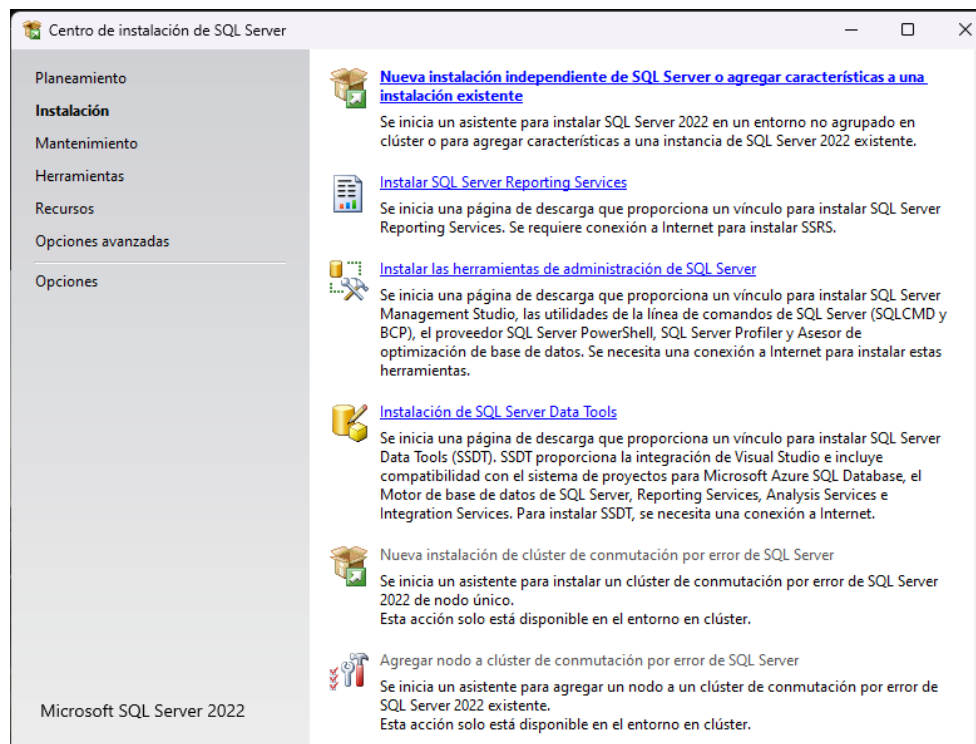 Centro de instalación de SQL Server
Planeamiento
Instalación
Mantenimiento
Herramientas
Recursos
Opciones avanzadas
Opciones
Microsoft SQL Server 2022
Nueva instalación independiente de SQL Server o agregar características a una
instalación existente
Se inicia un asistente para instalar SQL Server 2022 en un entorno no agrupado en
clúster o para agregar características a una instancia de SQL Server 2022 existente.
Instalar SQL Server Reporting Services
Se inicia una página de descarga que proporciona un vínculo para instalar SQL Server
Reporting Services. Se requiere conexión a Internet para instalar SSRS.
Instalar las herramientas de administración de SQL Server
Se inicia una página de descarga que proporciona un vínculo para instalar SQL Server
Management Studio, las utilidades de la línea de comandos de SQL Server (SQLCMD y
BCP), el proveedor SQL Server PowerShell, SQL Server Profiler y Asesor de
optimización de base de datos. Se necesita una conexión a Internet para instalar estas
herramientas.
Instalación de SQL Server Data Tools
Se inicia una página de descarga que proporciona un vínculo para instalar SQL Server
Data Tools (SSDT). SSDT proporciona la integración de Visual Studio e incluye
compatibilidad con el sistema de proyectos para Microsoft Azure SQL Database, el
Motor de base de datos de SQL Server, Reporting Services, Analysis Services e
Integration Services. Para instalar SSDT, se necesita una conexión a Internet.
Nueva instalación de clúster de conmutación por error de SQL Server
Se inicia un asistente para instalar un clúster de conmutación por error de SQL Server
2022 de nodo único.
Esta acción solo está disponible en el entorno en clúster.
Agregar nodo a clúster de conmutación por error de SQL Server
Se inicia un asistente para agregar un nodo a un clúster de conmutación por error de
SQL Server 2022 existente.
Esta acción solo está disponible en el entorno en clúster.